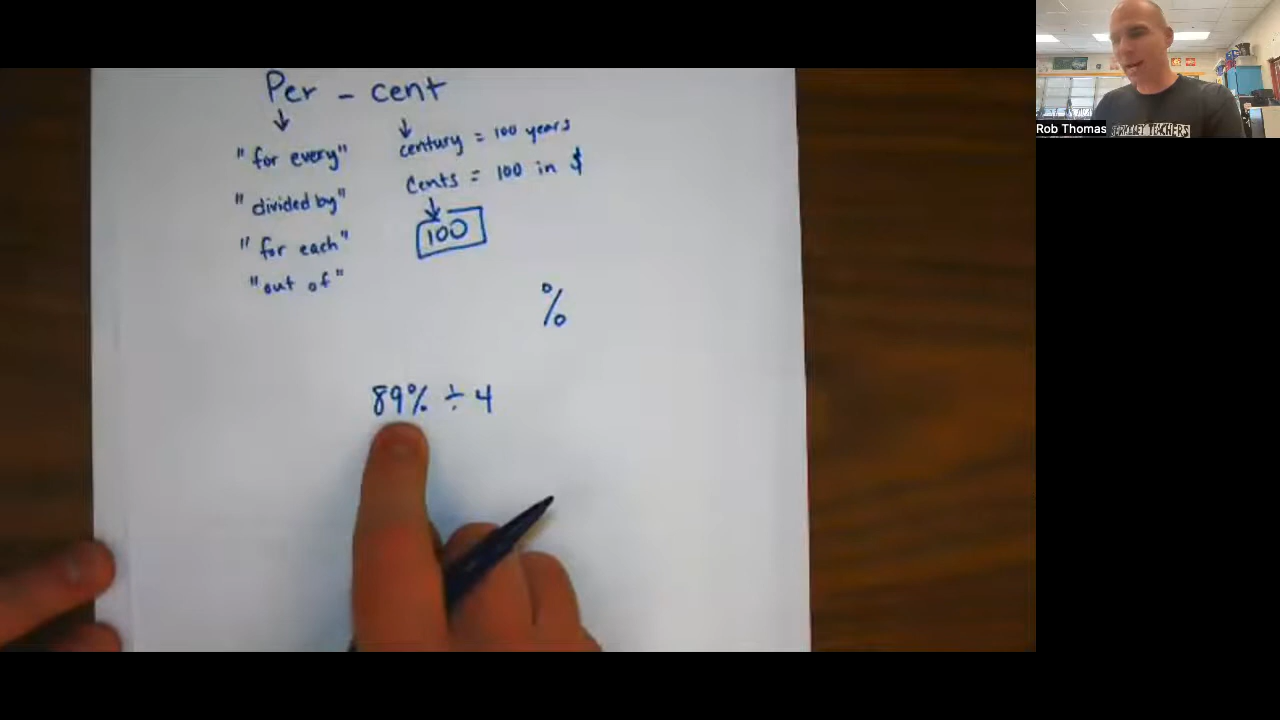 Per - cent
"for every"
"divided by"
"for each"
"out of"
century = 100 years
Cents = 100 in $
100
%
89% ÷ 4
Rob Thomas
TEACHERS